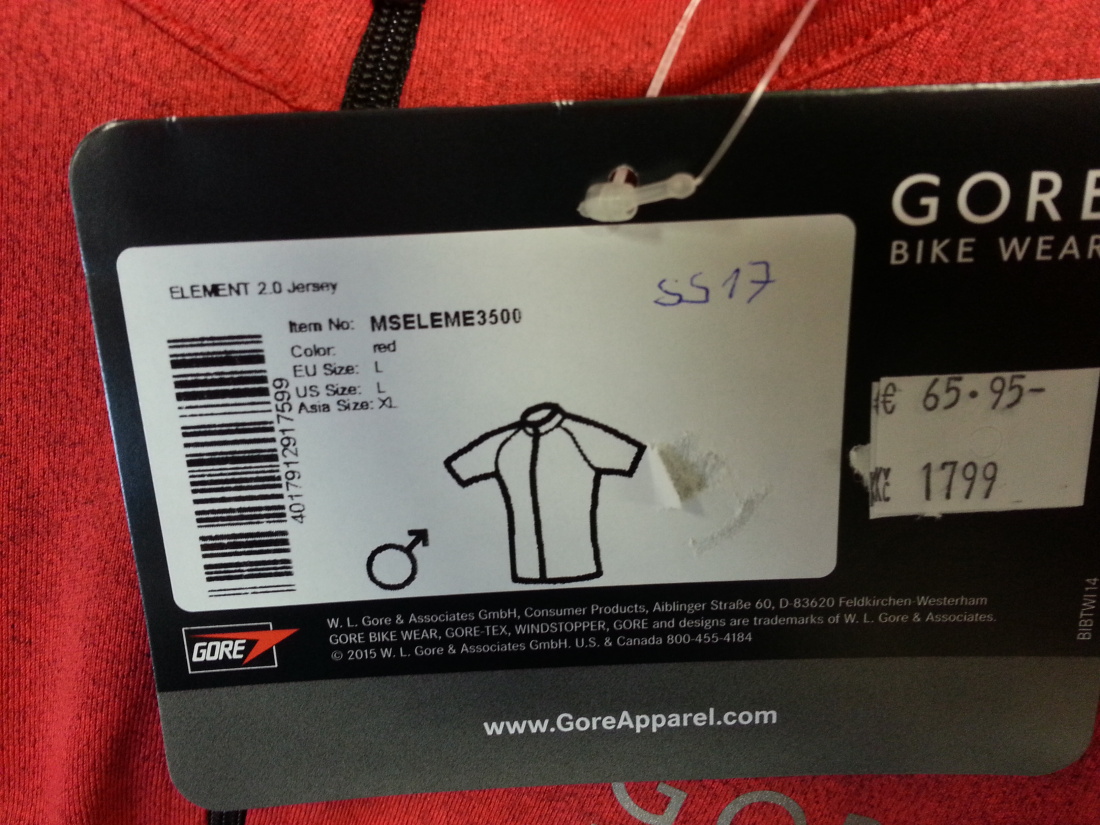 GORE
BIKE WEAR
SS17
ELEMENT 2.0 Jersey
Item No: MSELEME3500
Color: red
EU Size: L
US Size: L
Asia Size: XL
4017912917599
€ 65.95-
Kč 1799
W. L. Gore & Associates GmbH, Consumer Products, Aiblinger Straße 60, D-83620 Feldkirchen-Westerham
GORE BIKE WEAR, GORE-TEX, WINDSTOPPER, GORE and designs are trademarks of W. L. Gore & Associates.
© 2015 W. L. Gore & Associates GmbH. U.S. & Canada 800-455-4184
GORE
BIBTW114
www.GoreApparel.com